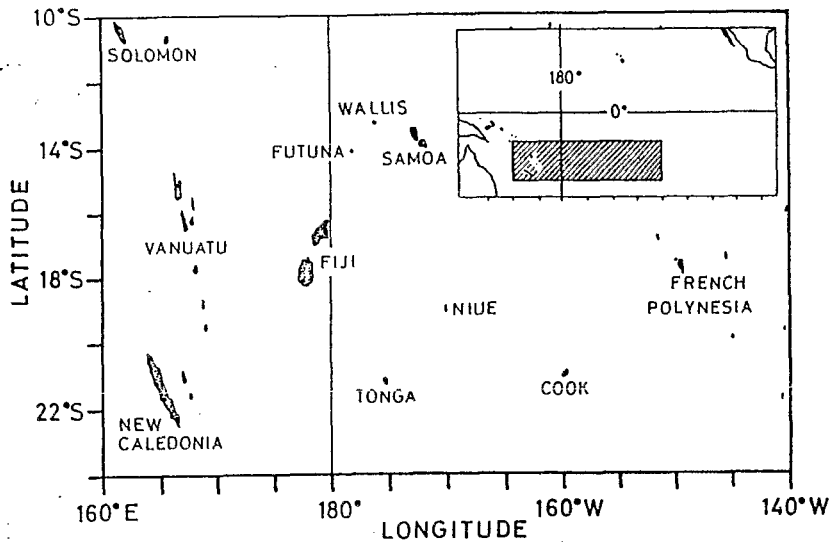 10°S
SOLOMON
180°
0°
WALLIS
FUTUNA
SAMOA
14°S
LATITUDE
VANUATU
FIJI
18°S
FRENCH
POLYNESIA
NIUE
TONGA
COOK
22°S
NEW
CALEDONIA
160°E
180°
160°W
140°W
LONGITUDE